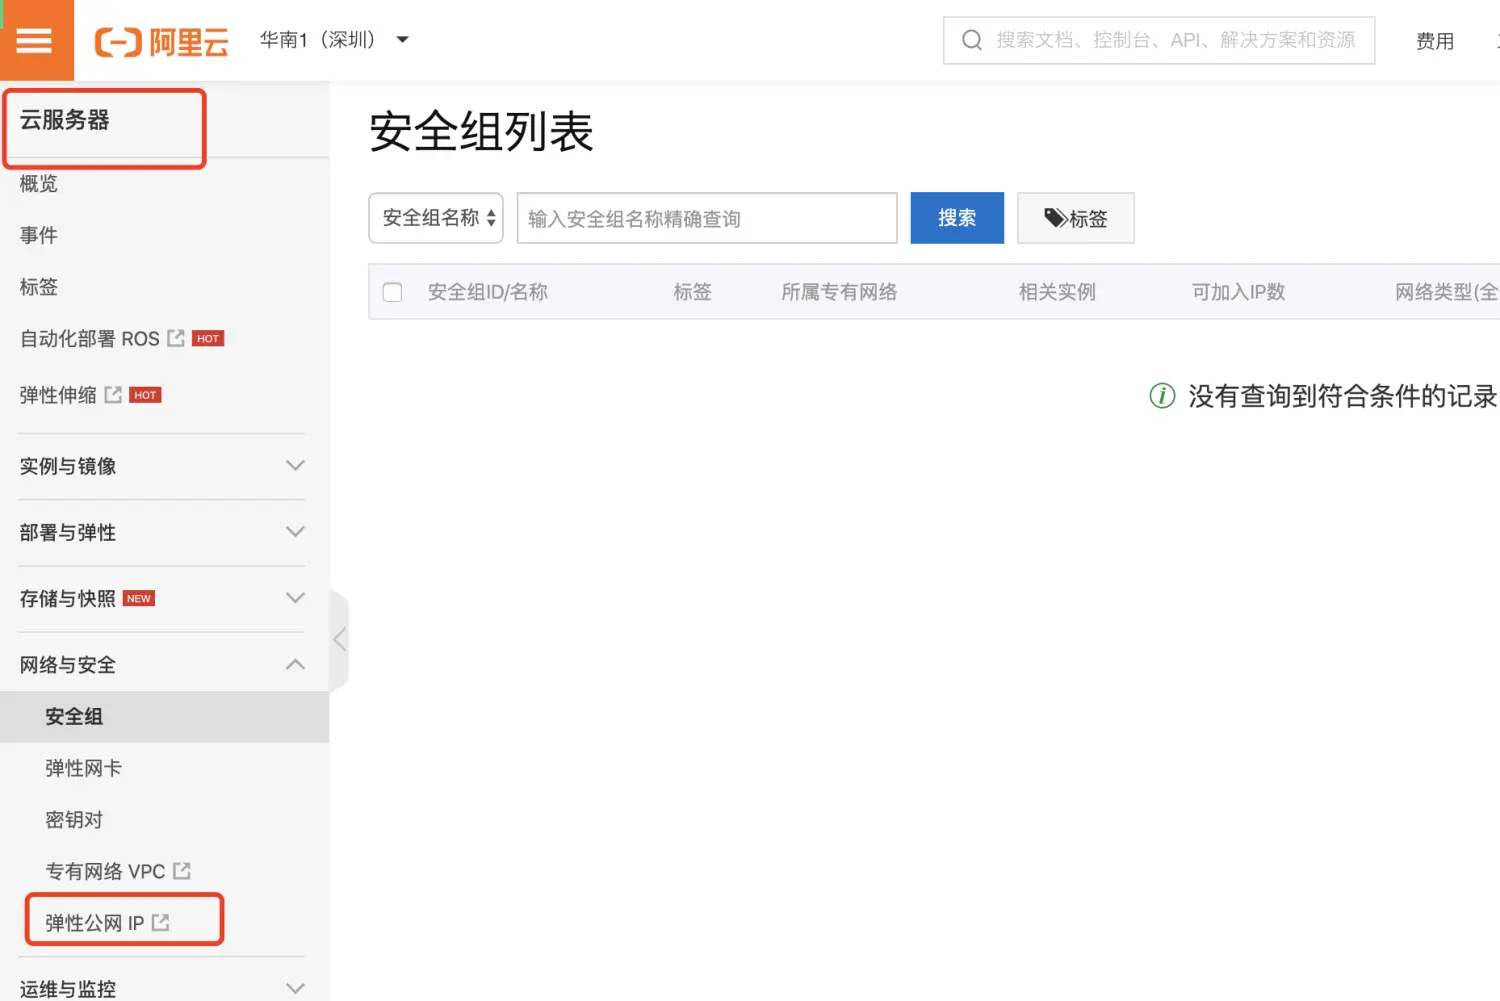 阿里云
华南1（深圳）
搜索文档、控制台、API、解决方案和资源
费用
云服务器
概览
事件
标签
自动化部署 ROS HOT
弹性伸缩 HOT
实例与镜像
部署与弹性
存储与快照 NEW
网络与安全
安全组
弹性网卡
密钥对
专有网络 VPC
弹性公网 IP
运维与监控
安全组列表
安全组名称 输入安全组名称精确查询 搜索 标签
安全组ID/名称 标签 所属专有网络 相关实例 可加入IP数 网络类型(全
没有查询到符合条件的记录